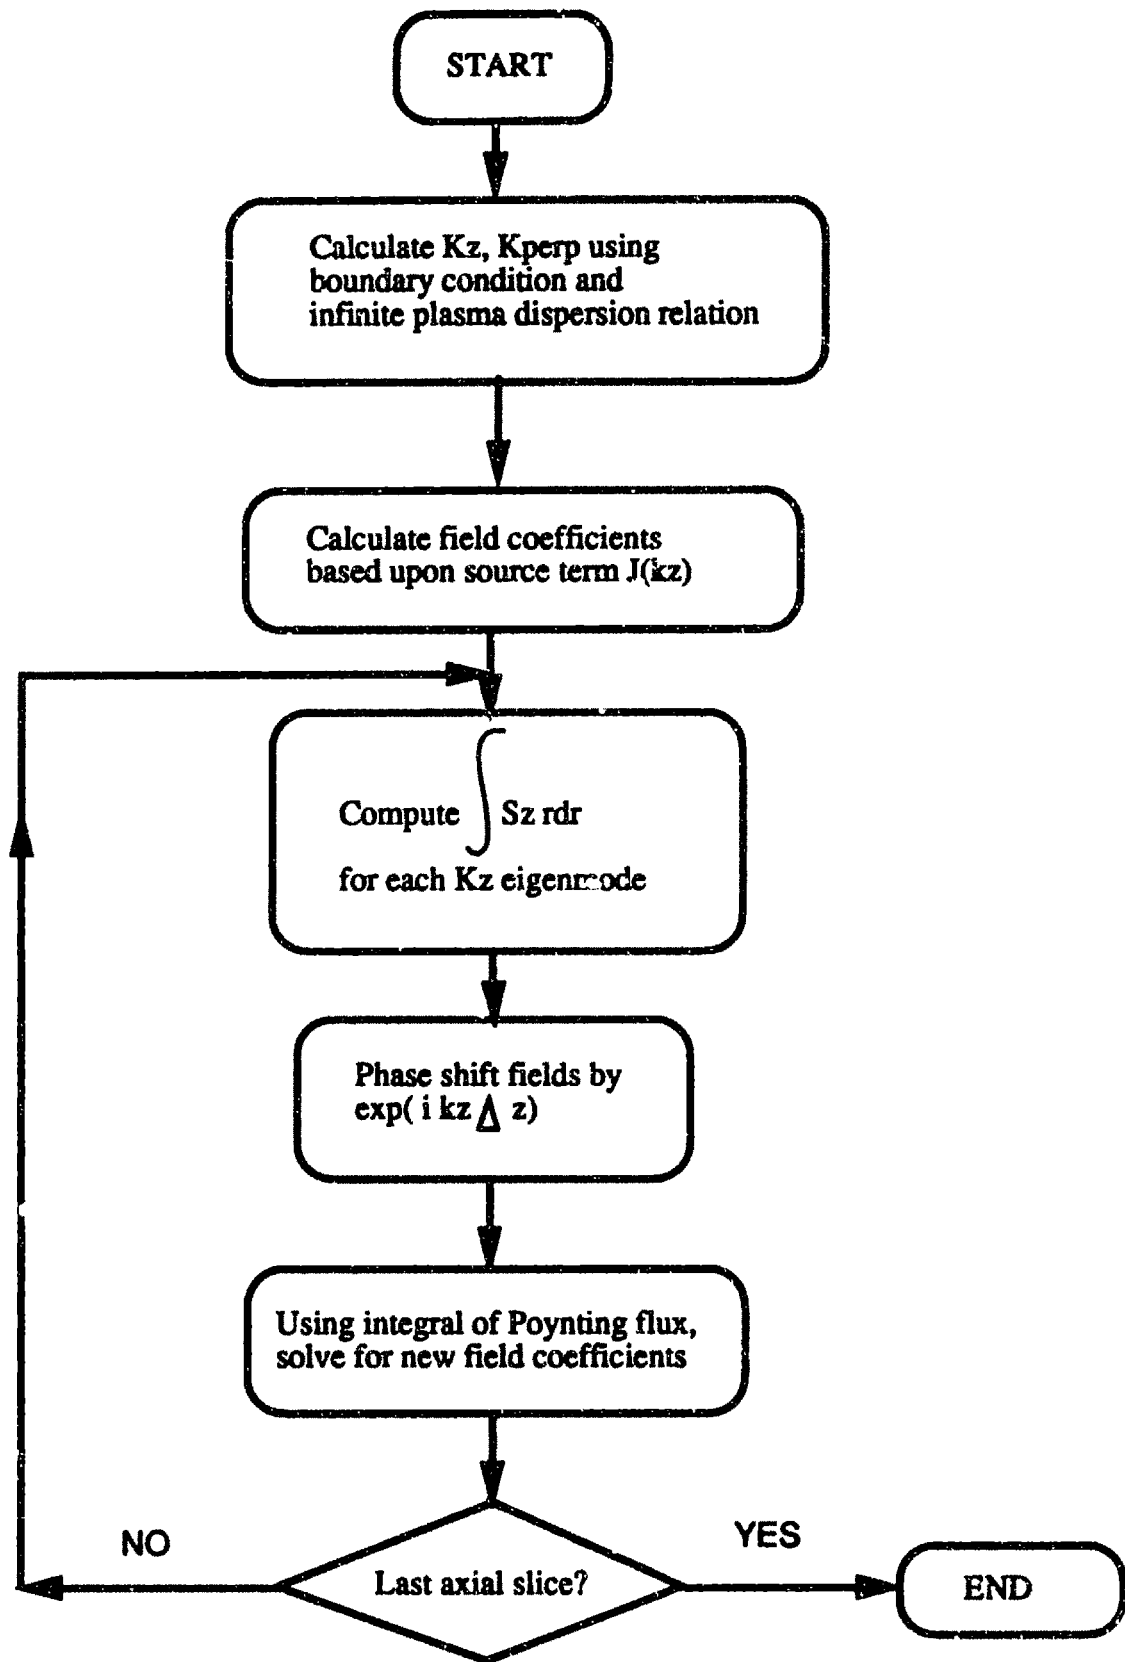 START
Calculate Kz, Kperp using
boundary condition and
infinite plasma dispersion relation
Calculate field coefficients
based upon source term J(kz)
Compute ∫ Sz rdr
for each Kz eigenmode
Phase shift fields by
exp( i kz Δ z)
Using integral of Poynting flux,
solve for new field coefficients
NO
YES
Last axial slice?
END